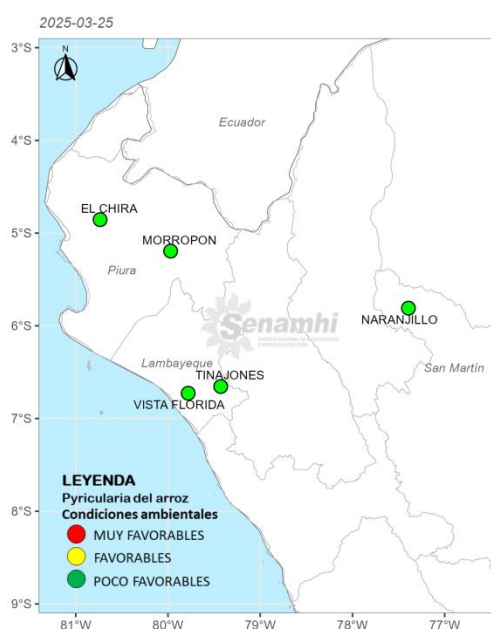 2025-03-25
3°S
N
Ecuador
4°S
EL CHIRA
5°S
MORROPON
Piura
NARANJILLO
6°S
Senamhi
Lambayeque
San Martín
TINAJONES
VISTA FLORIDA
7°S
LEYENDA
Pyricularia del arroz
Condiciones ambientales
8°S
MUY FAVORABLES
FAVORABLES
POCO FAVORABLES
9°S
81°W 80°W 79°W 78°W 77°W